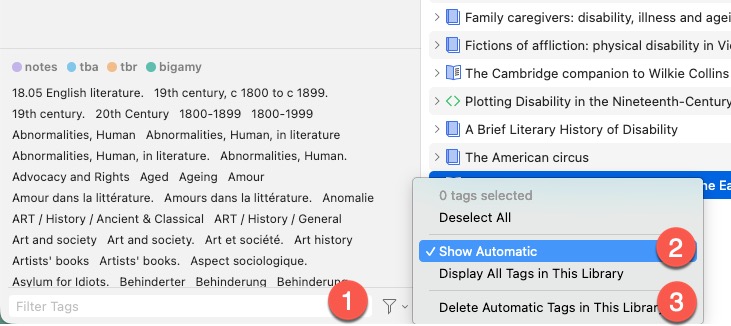 notes tba tbr bigamy
18.05 English literature. 19th century, c 1800 to c 1899.
19th century. 20th Century 1800-1899 1800-1999
Abnormalities, Human Abnormalities, Human, in literature
Abnormalities, Human, in literature. Abnormalities, Human.
Advocacy and Rights Aged Ageing Amour
Amour dans la littérature. Amours dans la littérature. Anomalie
ART / History / Ancient & Classical ART / History / General
Art and society Art and society. Art et société. Art history
Artists' books Artists' books. Aspect sociologique.
Asylum for Idiots. Behinderter Behinderung Behinderung
Filter Tags
1
Family caregivers: disability, illness and agei
Fictions of affliction: physical disability in Vi
The Cambridge companion to Wilkie Collins
Plotting Disability in the Nineteenth-Century
A Brief Literary History of Disability
The American circus
ne Ea
0 tags selected
Deselect All
✓ Show Automatic
2
Display All Tags in This Library
Delete Automatic Tags in This Librar
3